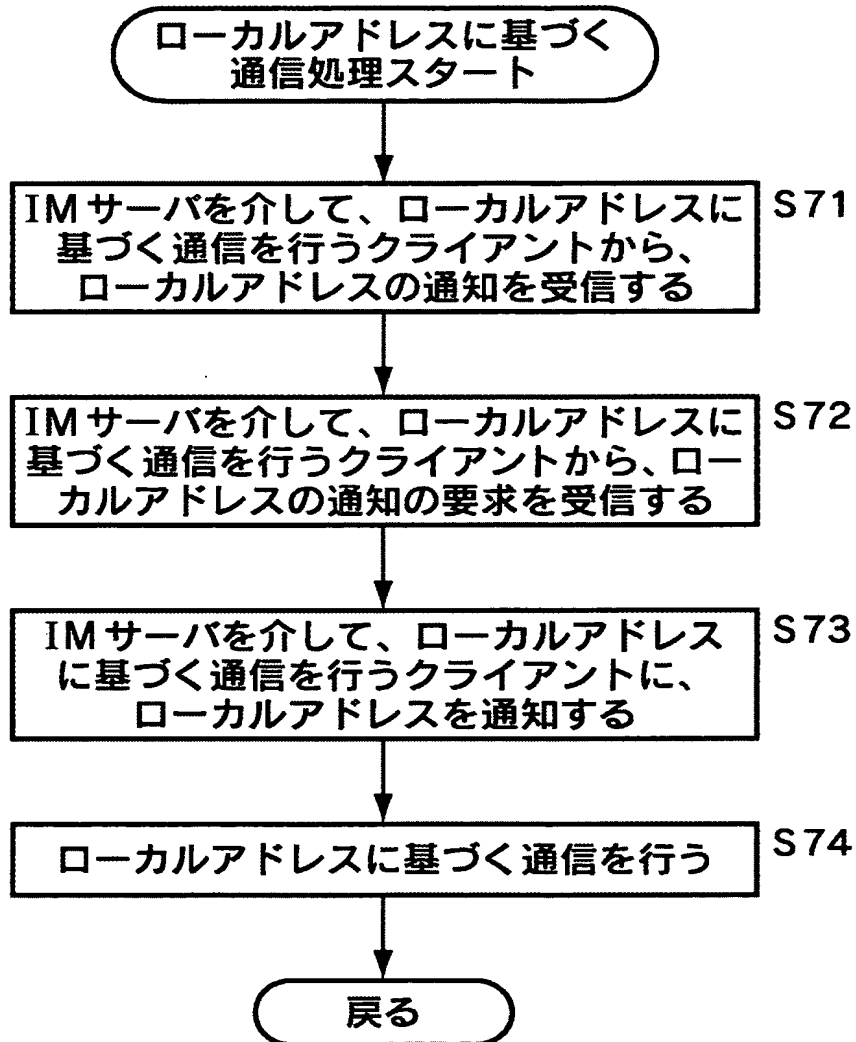 ローカルアドレスに基づく
通信処理スタート
IMサーバを介して、ローカルアドレスに
基づく通信を行うクライアントから、
ローカルアドレスの通知を受信する
S71
IMサーバを介して、ローカルアドレスに
基づく通信を行うクライアントから、ロー
カルアドレスの通知の要求を受信する
S72
IMサーバを介して、ローカルアドレス
に基づく通信を行うクライアントに、
ローカルアドレスを通知する
S73
ローカルアドレスに基づく通信を行う
S74
戻る